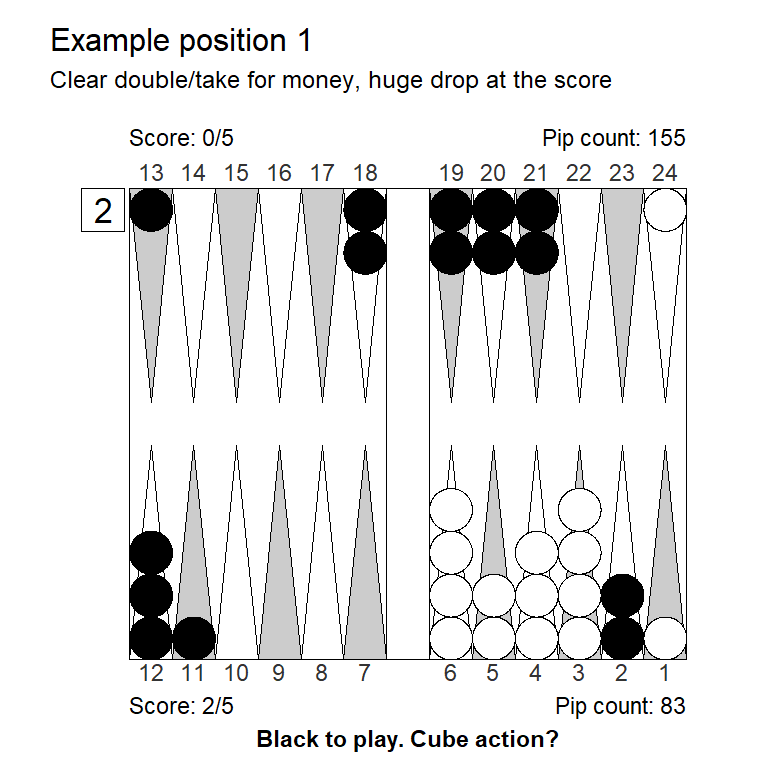 Example position 1
Clear double/take for money, huge drop at the score
Score: 0/5 Pip count: 155
13 14 15 16 17 18 19 20 21 22 23 24
2
12 11 10 9 8 7 6 5 4 3 2 1
Score: 2/5 Pip count: 83
Black to play. Cube action?